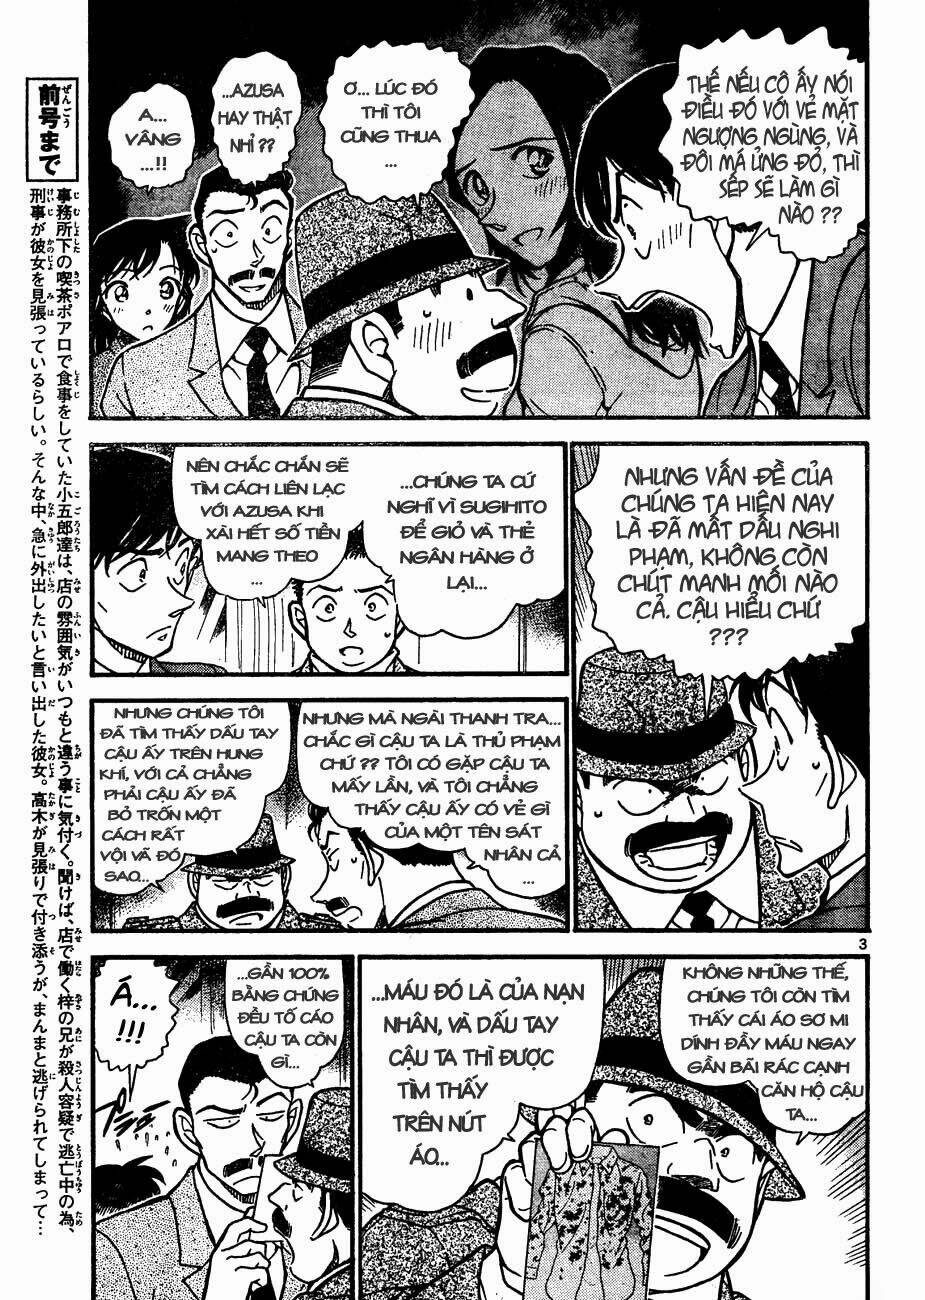 THẾ NẾU CÔ ẤY NÓI
ĐIỀU ĐÓ VỚI VẺ MẶT
NGƯỢNG NGÙNG, VÀ
ĐÔI MÁ ỬNG ĐỎ, THÌ
SẾP SẼ LÀM GÌ
NÀO ??
Ơ... LÚC ĐÓ
THÌ TÔI
CŨNG THUA
...
...AZUSA
HAY THẬT
NHỈ ??
A...
VÂNG
...!!
NHƯNG VẤN ĐỀ CỦA
CHÚNG TA HIỆN NAY
LÀ ĐÃ MẤT DẤU NGHI
PHẠM, KHÔNG CÒN
CHÚT MANH MỐI NÀO
CẢ. CẬU HIỂU CHỨ
???
...CHÚNG TA CỨ
NGHĨ VÌ SUGIHITO
ĐỂ GIỎ VÀ THẺ
NGÂN HÀNG Ở
LẠI...
NÊN CHẮC CHẮN SẼ
TÌM CÁCH LIÊN LẠC
VỚI AZUSA KHI
XÀI HẾT SỐ TIỀN
MANG THEO
...
NHƯNG MÀ NGÀI THANH TRA...
CHẮC GÌ CẬU TA LÀ THỦ PHẠM
CHỨ ?? TÔI CÓ GẶP CẬU TA
MẤY LẦN, VÀ TÔI CHẲNG
THẤY CẬU ẤY CÓ VẺ GÌ
CỦA MỘT TÊN SÁT
NHÂN CẢ
NHƯNG CHÚNG TÔI
ĐÃ TÌM THẤY DẤU TAY
CẬU ẤY TRÊN HUNG
KHÍ, VỚI CẢ CHẲNG
PHẢI CẬU ẤY ĐÃ
BỎ TRỐN MỘT
CÁCH RẤT
VỘI VÃ ĐÓ
SAO...
3
KHÔNG NHỮNG THẾ,
CHÚNG TÔI CÒN TÌM
THẤY CÁI ÁO SƠ MI
DÍNH ĐẦY MÁU NGAY
GẦN BÃI RÁC CẠNH
CĂN HỘ CẬU
TA...
...MÁU ĐÓ LÀ CỦA NẠN
NHÂN, VÀ DẤU TAY
CẬU TA THÌ ĐƯỢC
TÌM THẤY
TRÊN NÚT
ÁO...
...GẦN 100%
BẰNG CHỨNG
ĐỀU TỐ CÁO
CẬU TA CÒN
GÌ...
Á...
!!!
前号まで
事務所下の喫茶ポアロで食事をしていた小五郎達は、店の雰囲気がいつもと違う事に気付く。聞けば、店で働く梓の兄が殺人容疑で逃亡中の為、
刑事が彼女を見張っているらしい。そんな中、急に外出したいと言い出した彼女。高木が見張りで付き添うが、まんまと逃げられてしまって…